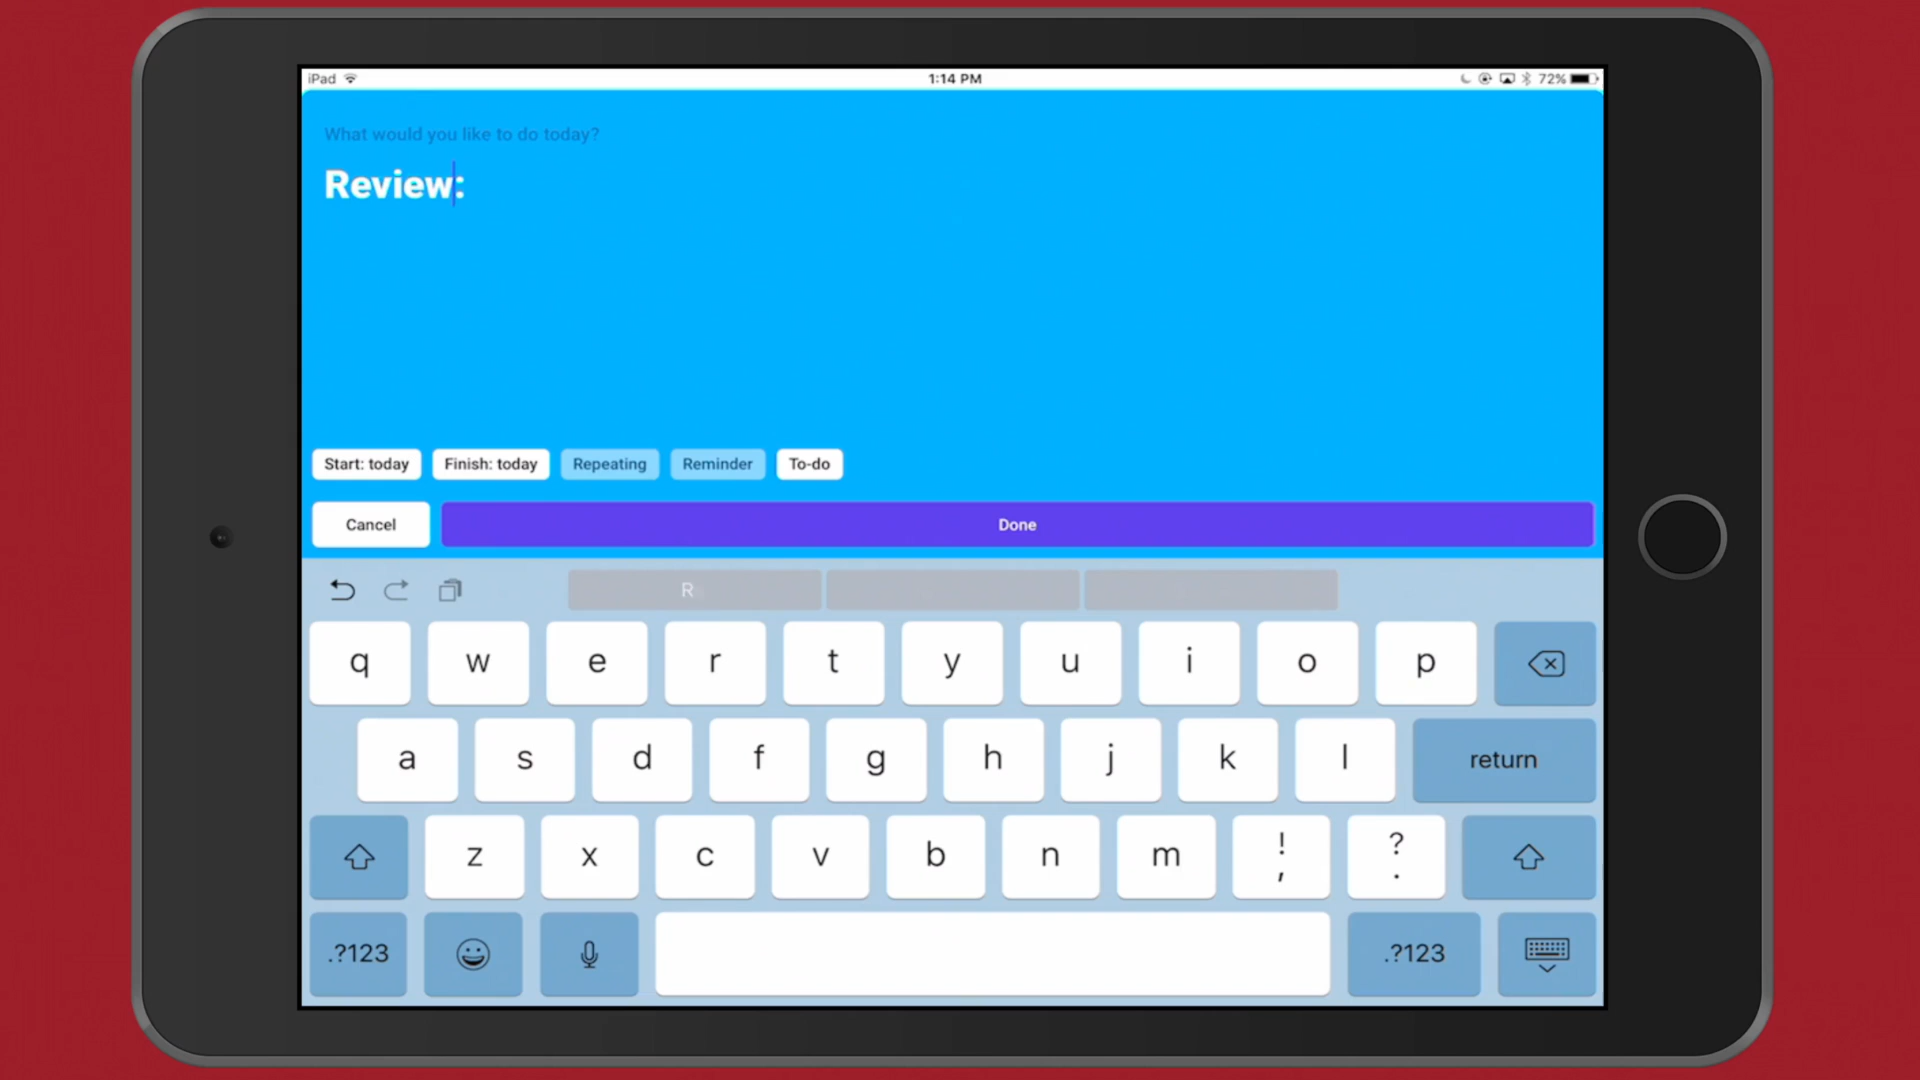 iPad 1:14 PM 72%
What would you like to do today?
Review:
Start: today Finish: today Repeating Reminder To-do
Cancel Done
R
q w e r t y u i o p
a s d f g h j k l return
z x c v b n m ! , ? .
.?123 .?123